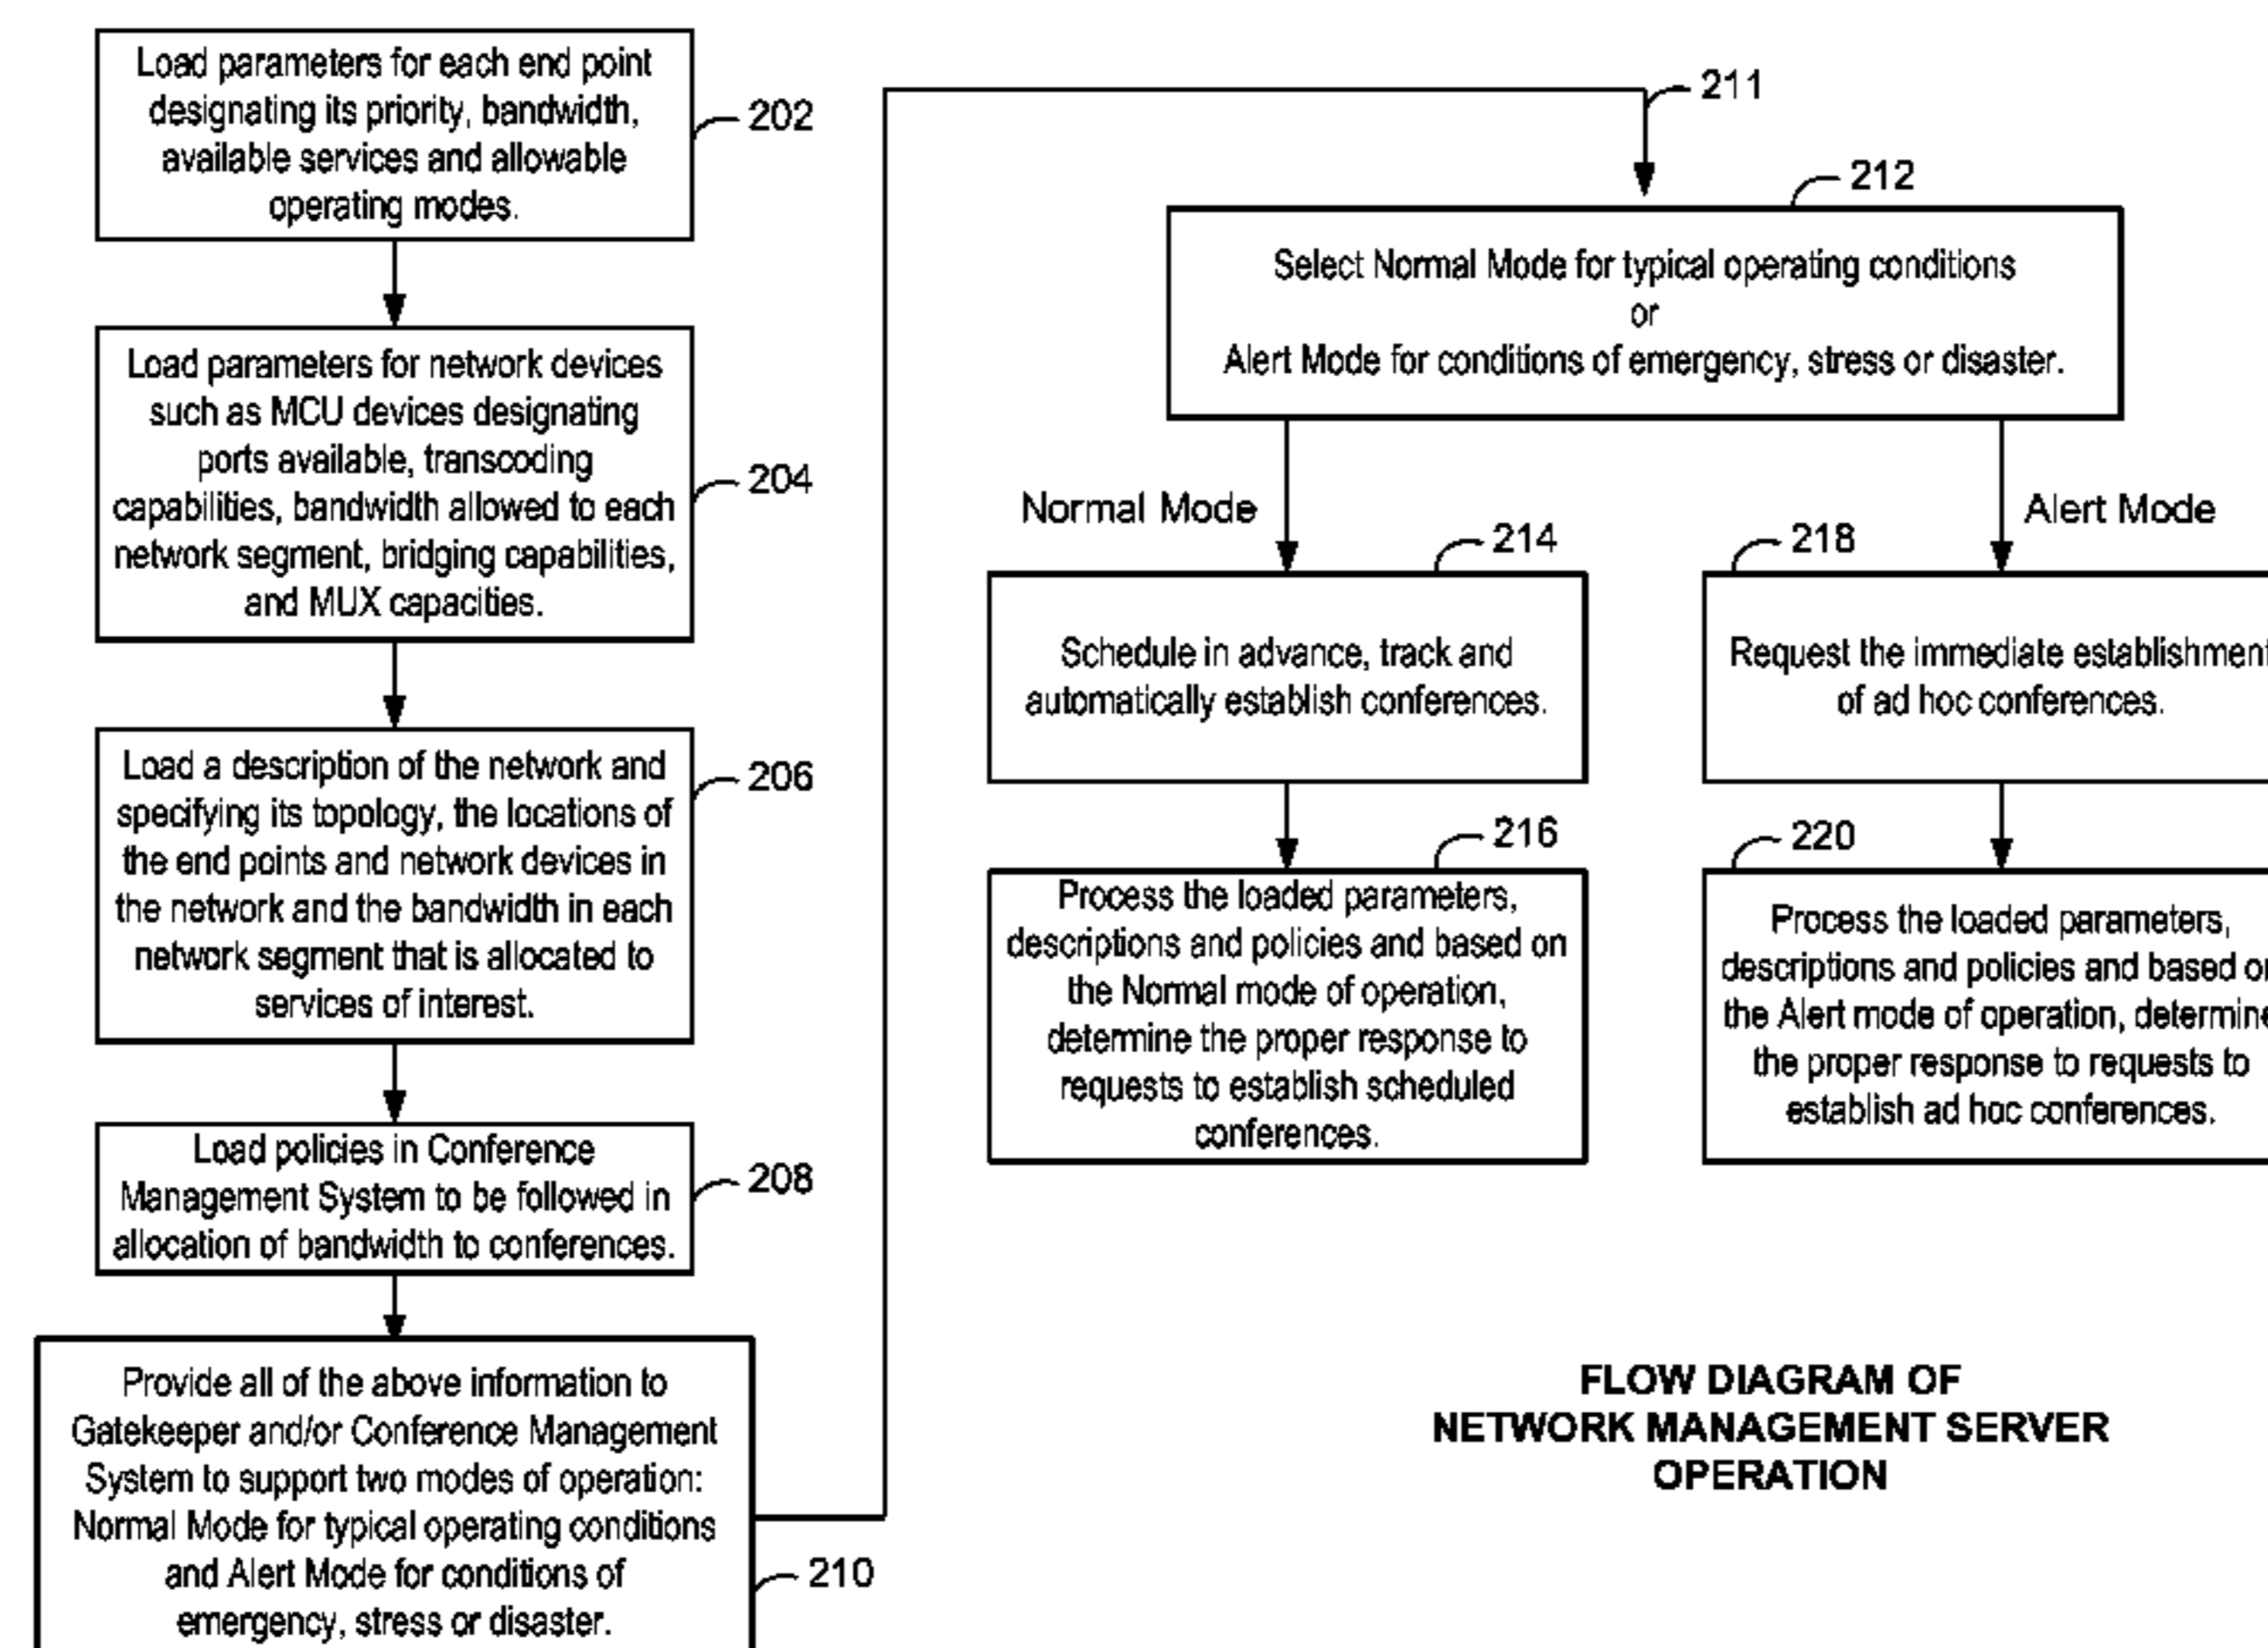 Load parameters for each end point
designating its priority, bandwidth,
available services and allowable
operating modes.
202
Load parameters for network devices
such as MCU devices designating
ports available, transcoding
capabilities, bandwidth allowed to each
network segment, bridging capabilities,
and MUX capacities.
204
Load a description of the network and
specifying its topology, the locations of
the end points and network devices in
the network and the bandwidth in each
network segment that is allocated to
services of interest.
206
Load policies in Conference
Management System to be followed in
allocation of bandwidth to conferences.
208
Provide all of the above information to
Gatekeeper and/or Conference Management
System to support two modes of operation:
Normal Mode for typical operating conditions
and Alert Mode for conditions of
emergency, stress or disaster.
210
211
212
Select Normal Mode for typical operating conditions
or
Alert Mode for conditions of emergency, stress or disaster.
Normal Mode
214
Schedule in advance, track and
automatically establish conferences.
216
Process the loaded parameters,
descriptions and policies and based on
the Normal mode of operation,
determine the proper response to
requests to establish scheduled
conferences.
Alert Mode
218
Request the immediate establishment
of ad hoc conferences.
220
Process the loaded parameters,
descriptions and policies and based on
the Alert mode of operation, determine
the proper response to requests to
establish ad hoc conferences.
FLOW DIAGRAM OF
NETWORK MANAGEMENT SERVER
OPERATION